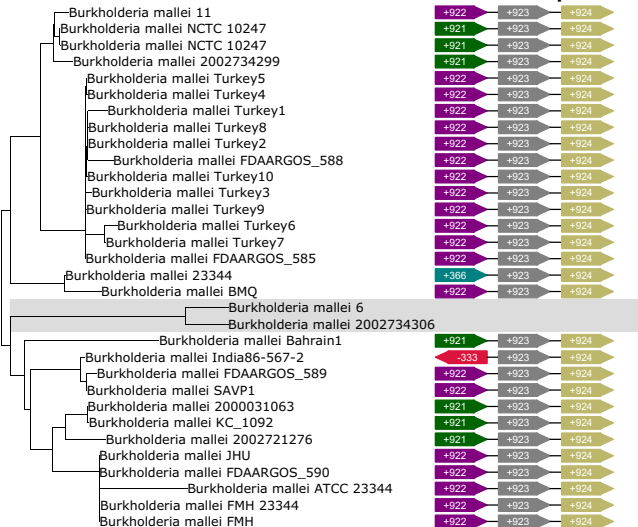 Burkholderia mallei 11 +922 +923 +924
Burkholderia mallei NCTC 10247 +921 +923 +924
Burkholderia mallei NCTC 10247 +921 +923 +924
Burkholderia mallei 2002734299 +921 +923 +924
Burkholderia mallei Turkey5 +922 +923 +924
Burkholderia mallei Turkey4 +922 +923 +924
Burkholderia mallei Turkey1 +922 +923 +924
Burkholderia mallei Turkey8 +922 +923 +924
Burkholderia mallei Turkey2 +922 +923 +924
Burkholderia mallei FDAARGOS_588 +922 +923 +924
Burkholderia mallei Turkey10 +922 +923 +924
Burkholderia mallei Turkey3 +922 +923 +924
Burkholderia mallei Turkey9 +922 +923 +924
Burkholderia mallei Turkey6 +922 +923 +924
Burkholderia mallei Turkey7 +922 +923 +924
Burkholderia mallei FDAARGOS_585 +922 +923 +924
Burkholderia mallei 23344 +366 +923 +924
Burkholderia mallei BMQ +922 +923 +924
Burkholderia mallei 6
Burkholderia mallei 2002734306
Burkholderia mallei Bahrain1 +921 +923 +924
Burkholderia mallei India86-567-2 -333 +923 +924
Burkholderia mallei FDAARGOS_589 +922 +923 +924
Burkholderia mallei SAVP1 +922 +923 +924
Burkholderia mallei 2000031063 +921 +923 +924
Burkholderia mallei KC_1092 +921 +923 +924
Burkholderia mallei 2002721276 +921 +923 +924
Burkholderia mallei JHU +922 +923 +924
Burkholderia mallei FDAARGOS_590 +922 +923 +924
Burkholderia mallei ATCC 23344 +922 +923 +924
Burkholderia mallei FMH 23344 +922 +923 +924
Burkholderia mallei FMH +922 +923 +924